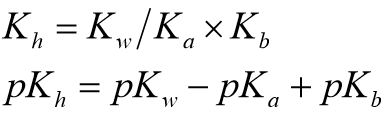 K_h = K_w / K_a × K_b
pK_h = pK_w − pK_a + pK_b